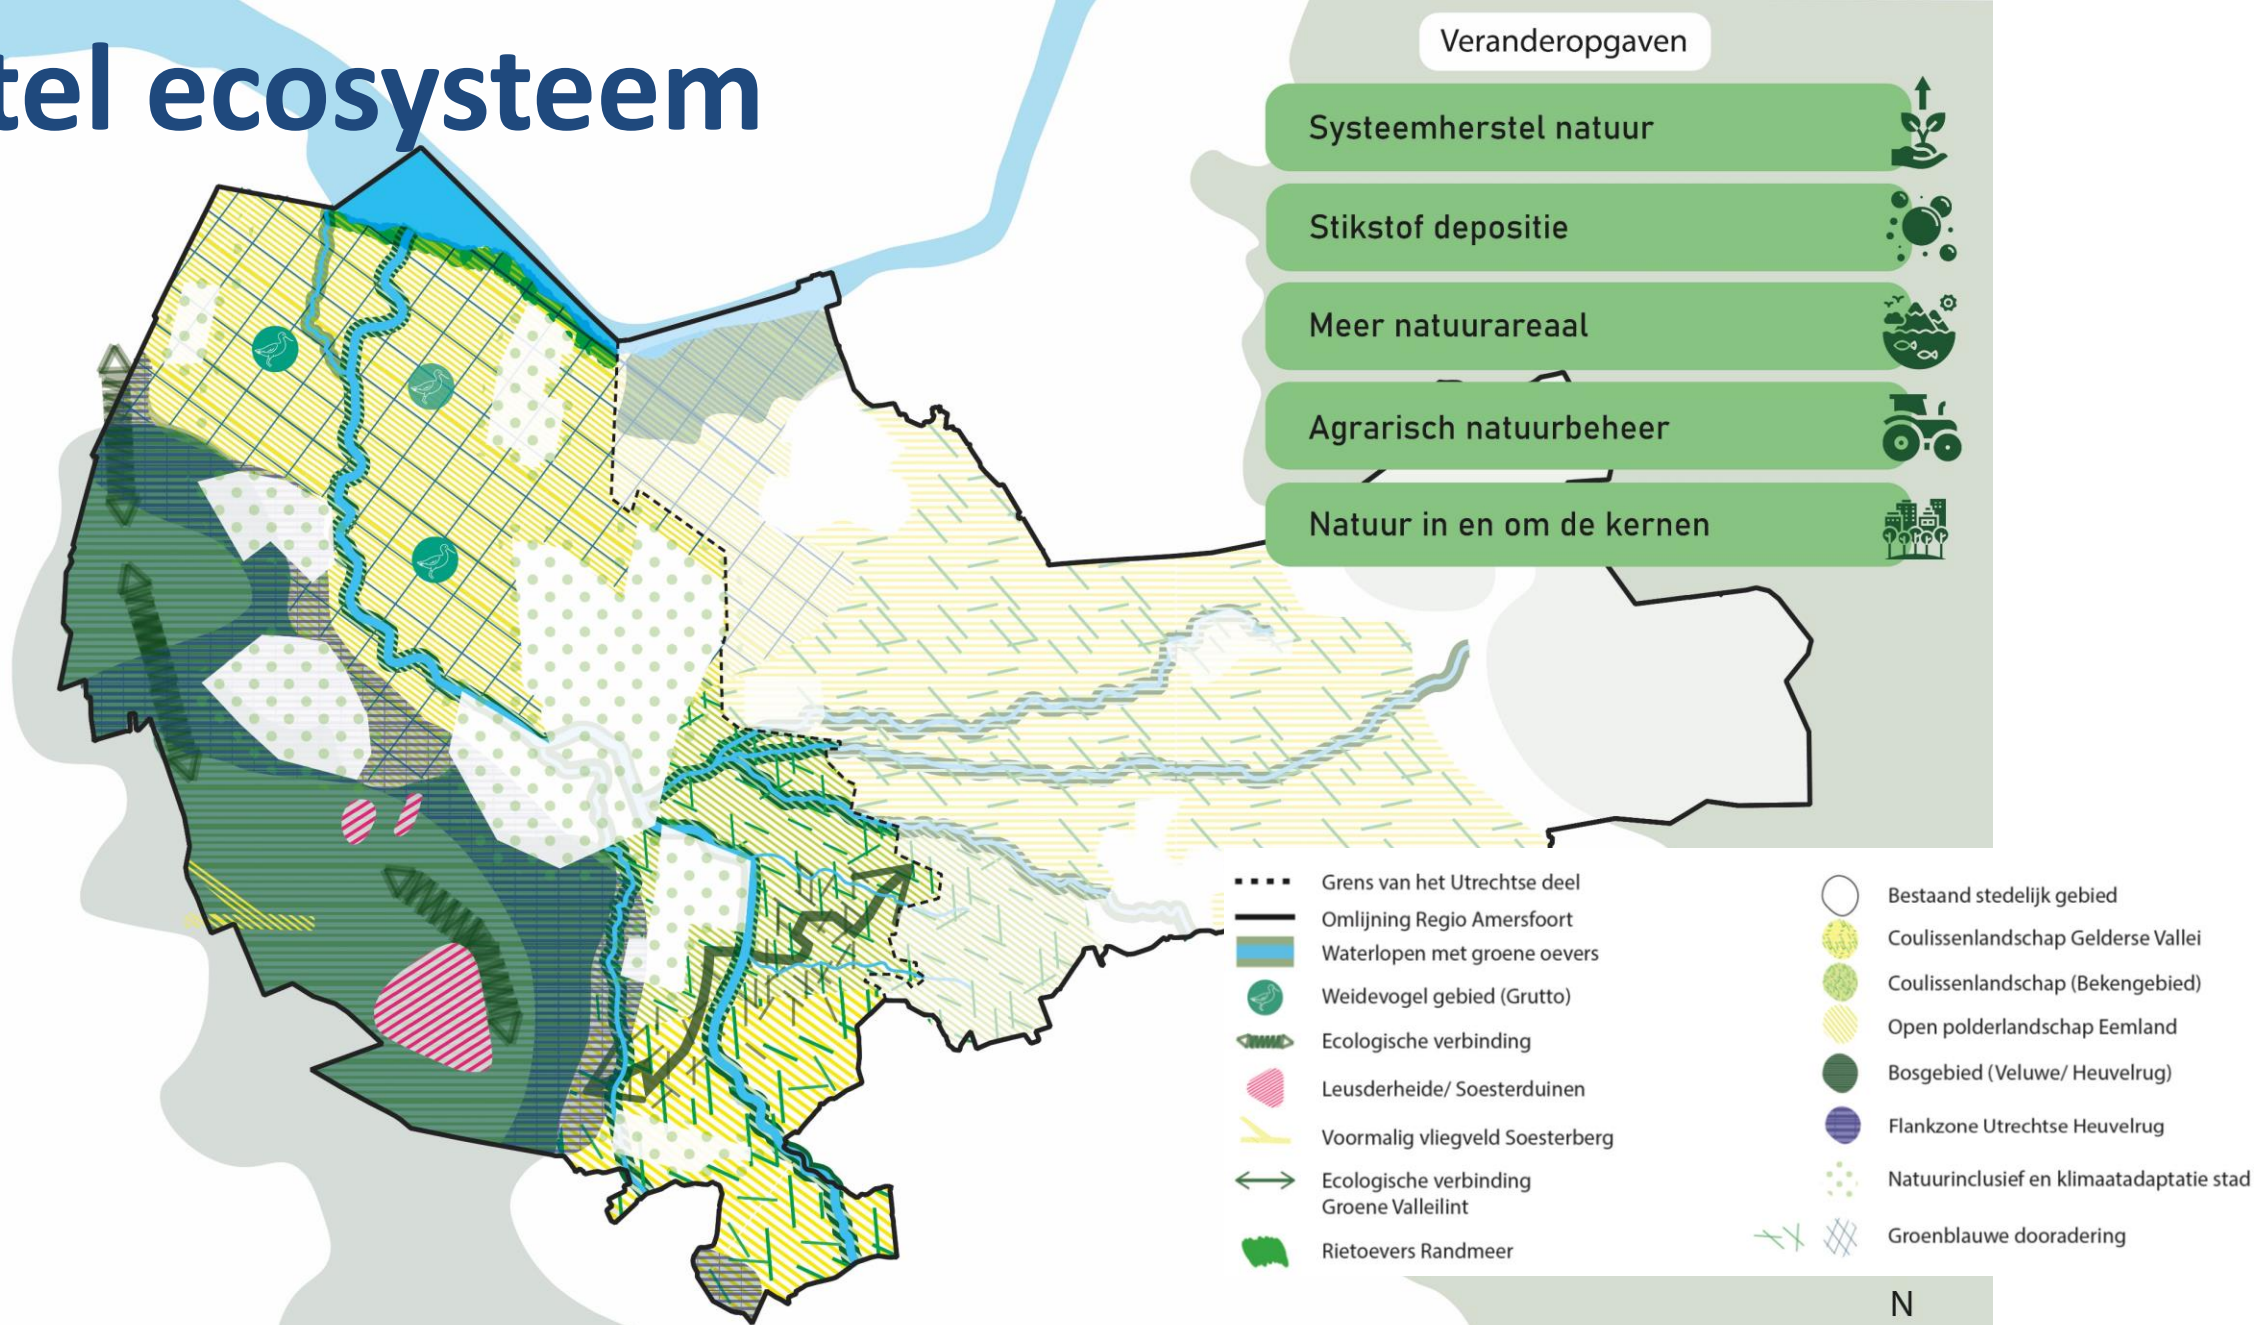 tel ecosysteem
Veranderopgaven
Systeemherstel natuur
Stikstof depositie
Meer natuurareaal
Agrarisch natuurbeheer
Natuur in en om de kernen
Grens van het Utrechtse deel
Omlijning Regio Amersfoort
Waterlopen met groene oevers
Weidevogel gebied (Grutto)
Ecologische verbinding
Leusderheide/ Soesterduinen
Voormalig vliegveld Soesterberg
Ecologische verbinding
Groene Valleilint
Rietoevers Randmeer
Bestaand stedelijk gebied
Coulissenlandschap Gelderse Vallei
Coulissenlandschap (Bekengebied)
Open polderlandschap Eemland
Bosgebied (Veluwe/ Heuvelrug)
Flankzone Utrechtse Heuvelrug
Natuurinclusief en klimaatadaptatie stad
Groenblauwe dooradering
N